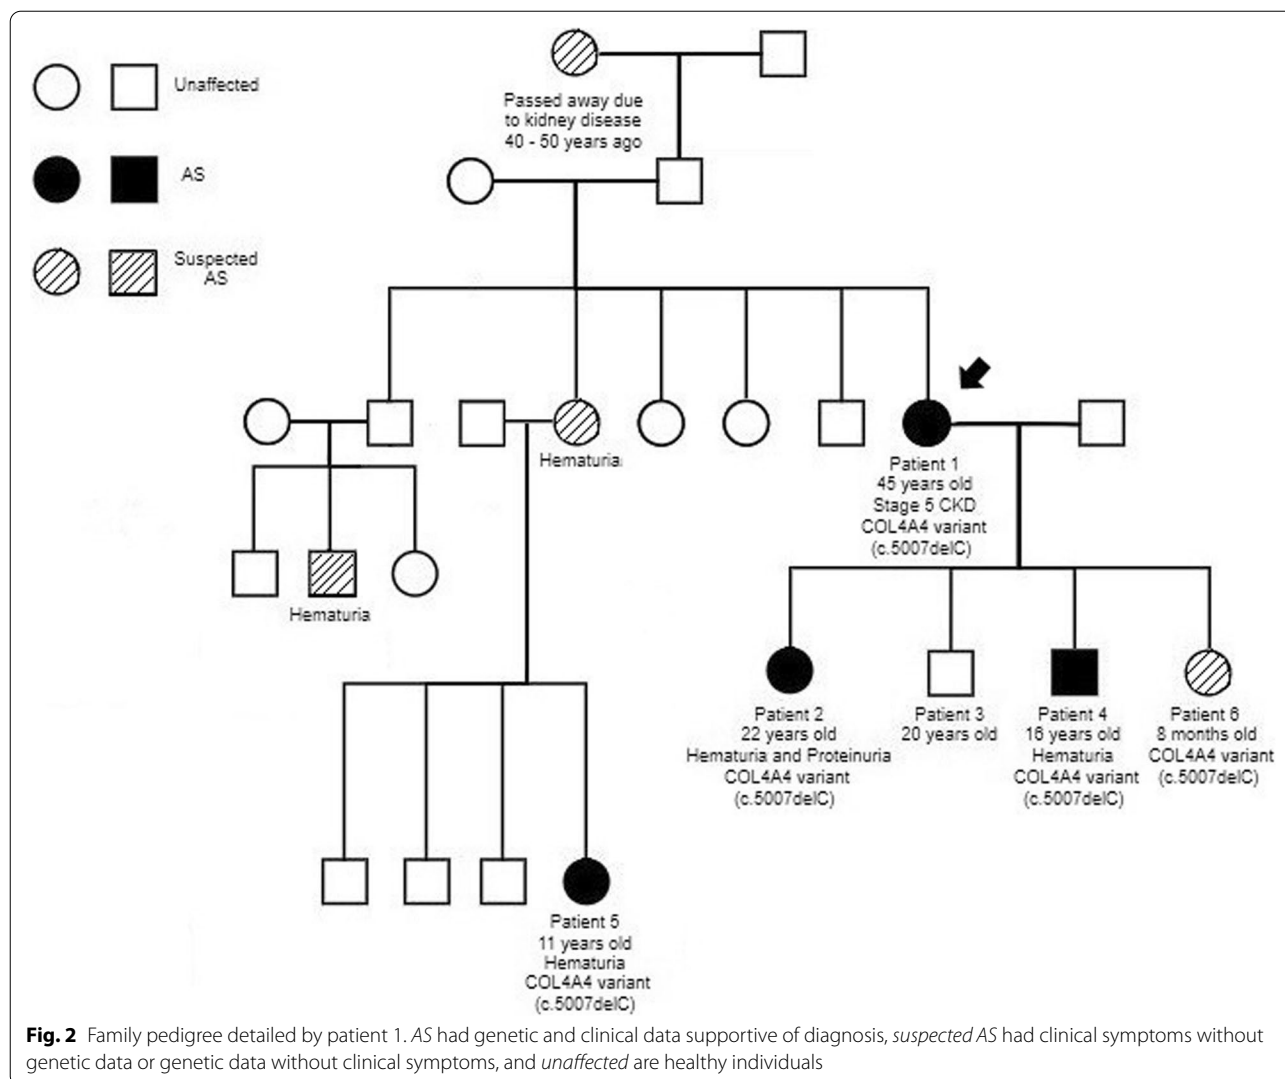 Unaffected
AS
Suspected
AS
Passed away due
to kidney disease
40 - 50 years ago
Hematuria
Patient 1
45 years old
Stage 5 CKD
COL4A4 variant
(c.5007delC)
Hematuria
Patient 2
22 years old
Hematuria and Proteinuria
COL4A4 variant
(c.5007delC)
Patient 3
20 years old
Patient 4
16 years old
Hematuria
COL4A4 variant
(c.5007delC)
Patient 6
8 months old
COL4A4 variant
(c.5007delC)
Patient 5
11 years old
Hematuria
COL4A4 variant
(c.5007delC)
Fig. 2 Family pedigree detailed by patient 1. AS had genetic and clinical data supportive of diagnosis, suspected AS had clinical symptoms without
genetic data or genetic data without clinical symptoms, and unaffected are healthy individuals